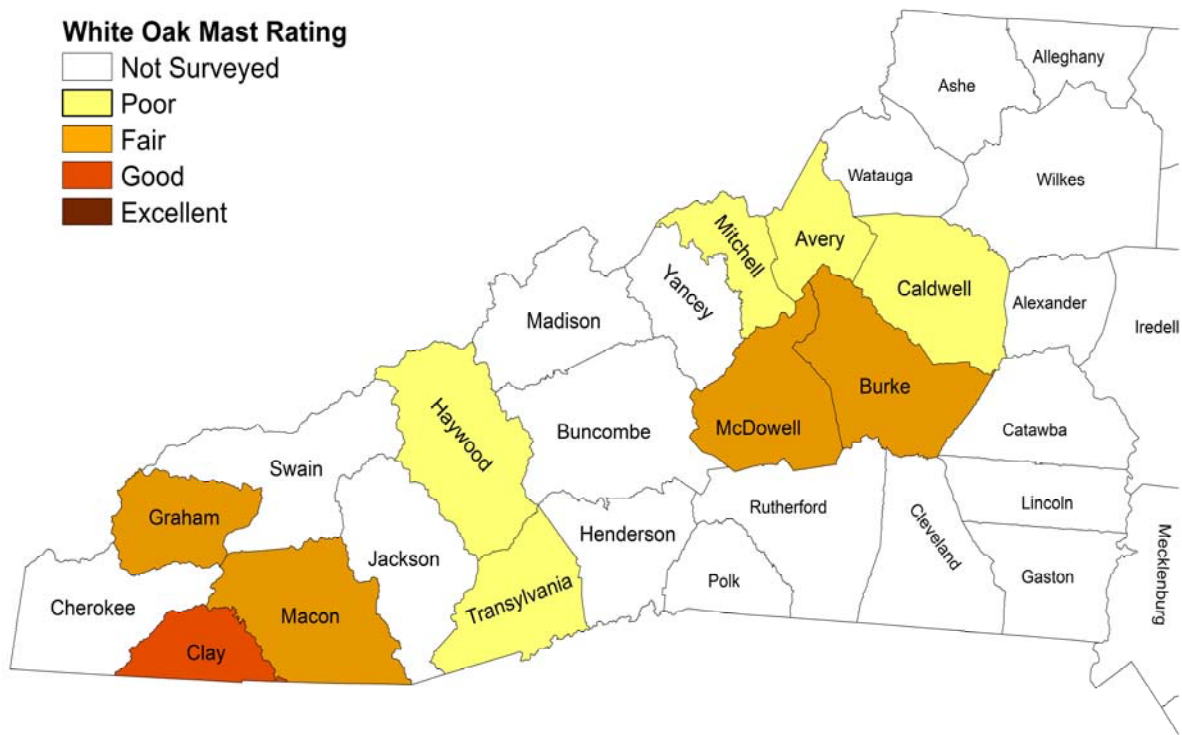 White Oak Mast Rating
Not Surveyed
Poor
Fair
Good
Excellent
Alleghany
Ashe
Watauga
Wilkes
Mitchell
Avery
Yancey
Caldwell
Alexander
Iredell
Madison
Burke
Haywood
Buncombe
McDowell
Catawba
Swain
Graham
Henderson
Rutherford
Cleveland
Lincoln
Mecklenburg
Jackson
Transylvania
Polk
Gaston
Cherokee
Macon
Clay